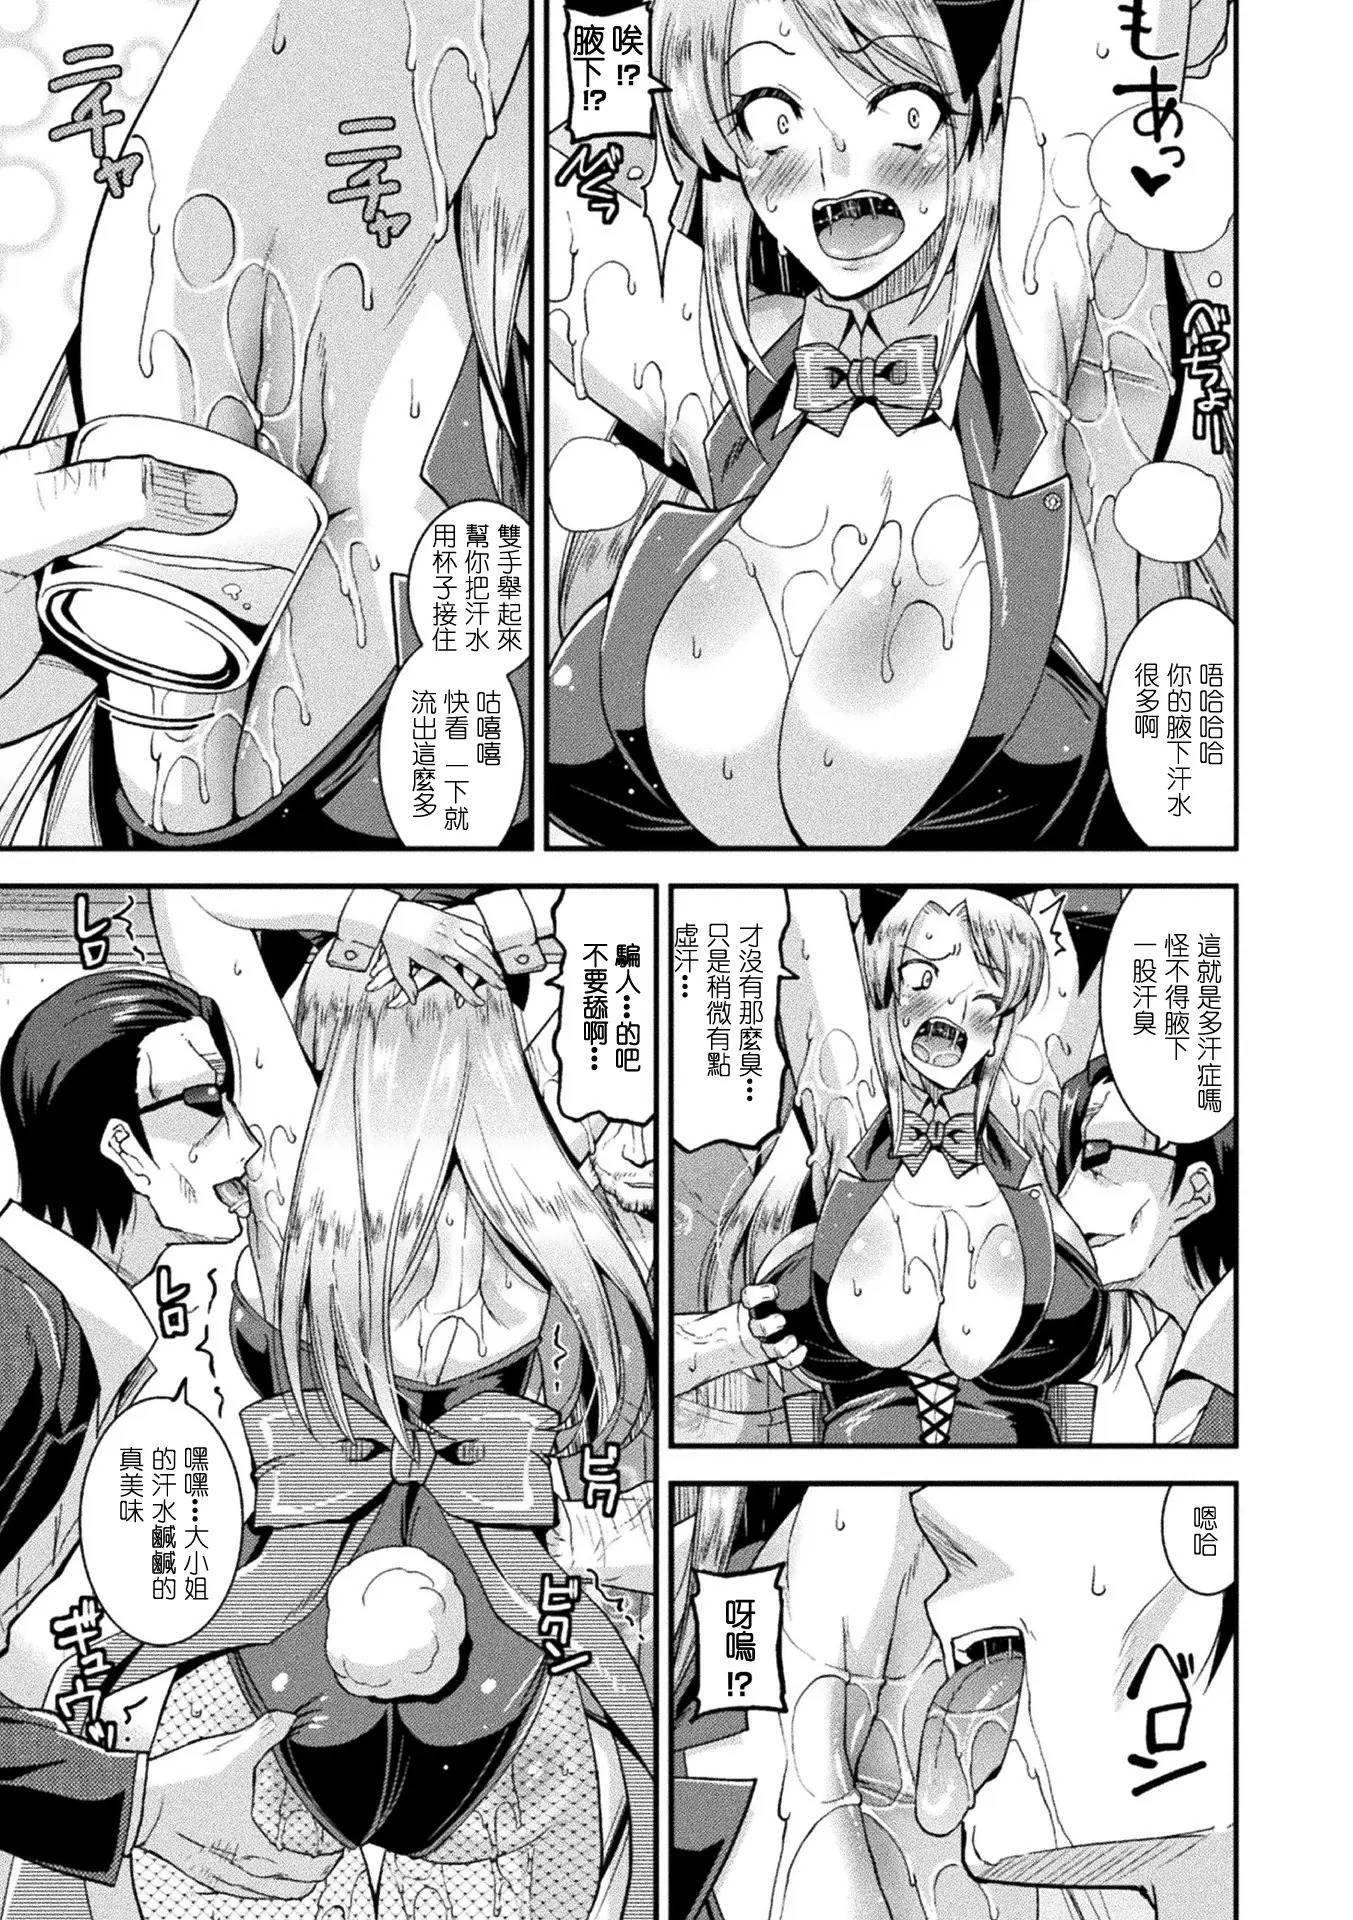 もあっ♥
唉!?
腋下!?
べっちょリ
唔哈哈哈
你的腋下汗水
很多啊
ニチャ
ニチャ
雙手舉起來
幫你把汗水
用杯子接住
咕嘻嘻
快看一下就
流出這麼多
這就是多汗症嗎
怪不得腋下
一股汗臭
才沒有那麼臭…
只是稍微有點
虛汗…
嗯哈
呀嗚!?
ベロン
騙人…的吧
不要舔啊…
レロ
レロ
嘿嘿…大小姐
的汗水鹹鹹的
真美味
ビク
ビクン
ギュウッ